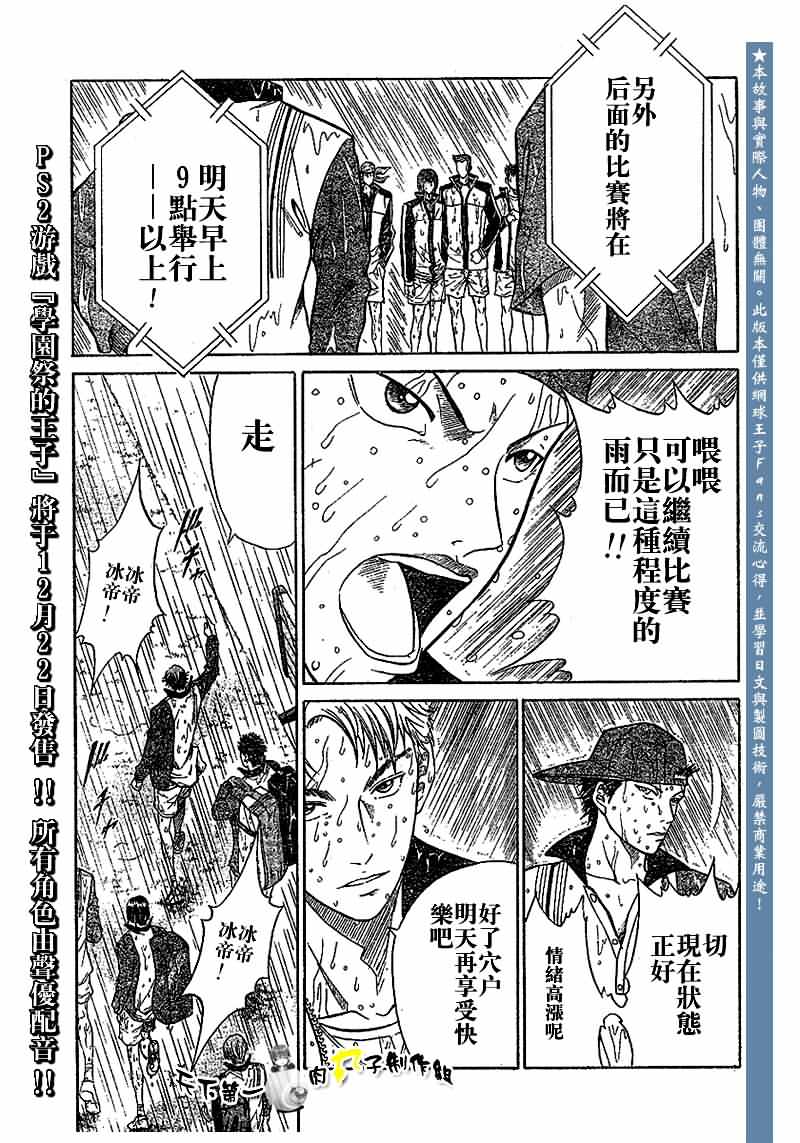 ★本故事與實際人物、團體無關。此版本僅供網球王子Fans交流心得，並學習日文與製圖技術，嚴禁商業用途！
另外
后面的比賽將在
明天早上
9點舉行
——以上！
喂喂
可以繼續比賽
只是這種程度的
雨而已！！
走
冰帝！
冰帝！
切
現在狀態
正好
情緒高漲呢
好了穴户
明天再享受快
樂吧
冰帝！
冰帝！
PS2游戲『學園祭的王子』將于12月22日發售！！所有角色由聲優配音！！
天下第一肉丸子制作組